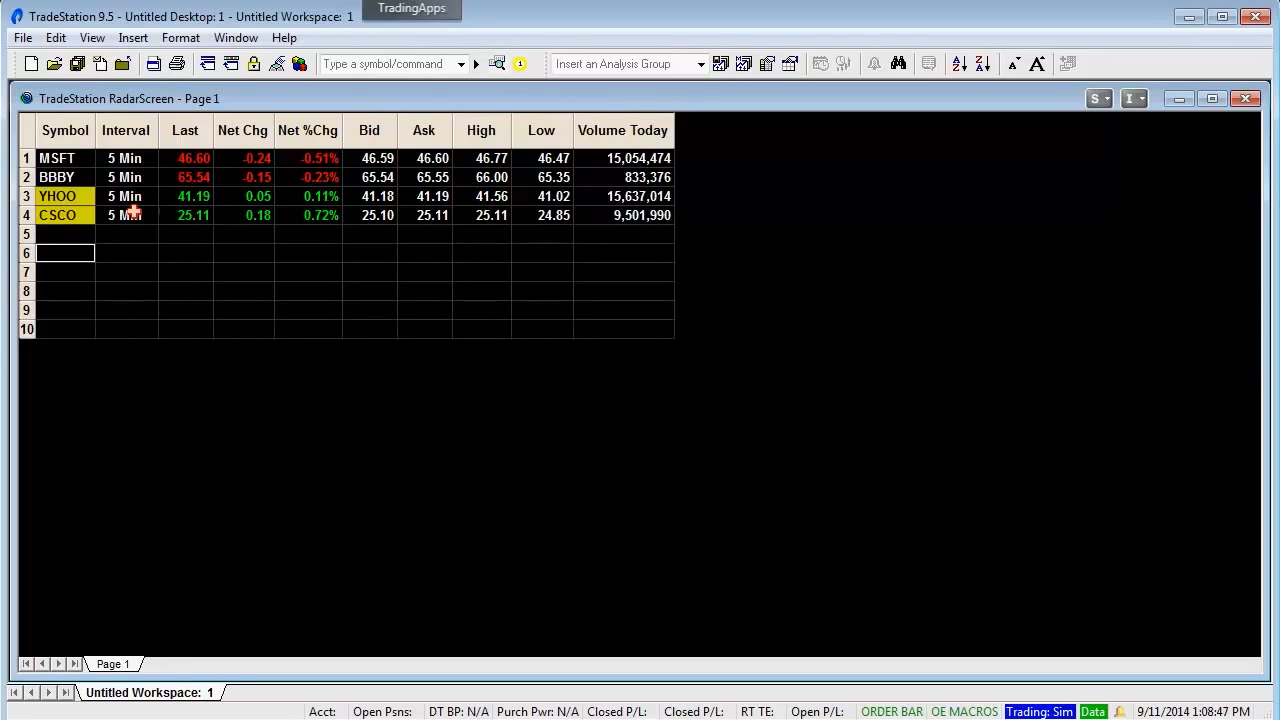 TradeStation 9.5 - Untitled Desktop: 1 - Untitled Workspace: 1
TradingApps
File Edit View Insert Format Window Help
Type a symbol/command
Insert an Analysis Group
TradeStation RadarScreen - Page1
S I
Symbol Interval Last Net Chg Net %Chg Bid Ask High Low Volume Today
1 MSFT 5 Min 46.60 -0.24 -0.51% 46.59 46.60 46.77 46.47 15,054,474
2 BBBY 5 Min 65.54 -0.15 -0.23% 65.54 65.55 66.00 65.35 833,376
3 YHOO 5 Min 41.19 0.05 0.11% 41.18 41.19 41.56 41.02 15,637,014
4 CSCO 5 Min 25.11 0.18 0.72% 25.10 25.11 25.11 24.85 9,501,990
5
6
7
8
9
10
Page 1
Untitled Workspace: 1
Acct: Open Psns: DT BP: N/A Purch Pwr: N/A Closed P/L: Closed P/L: RT TE: Open P/L: ORDER BAR OE MACROS Trading: Sim Data 9/11/2014 1:08:47 PM